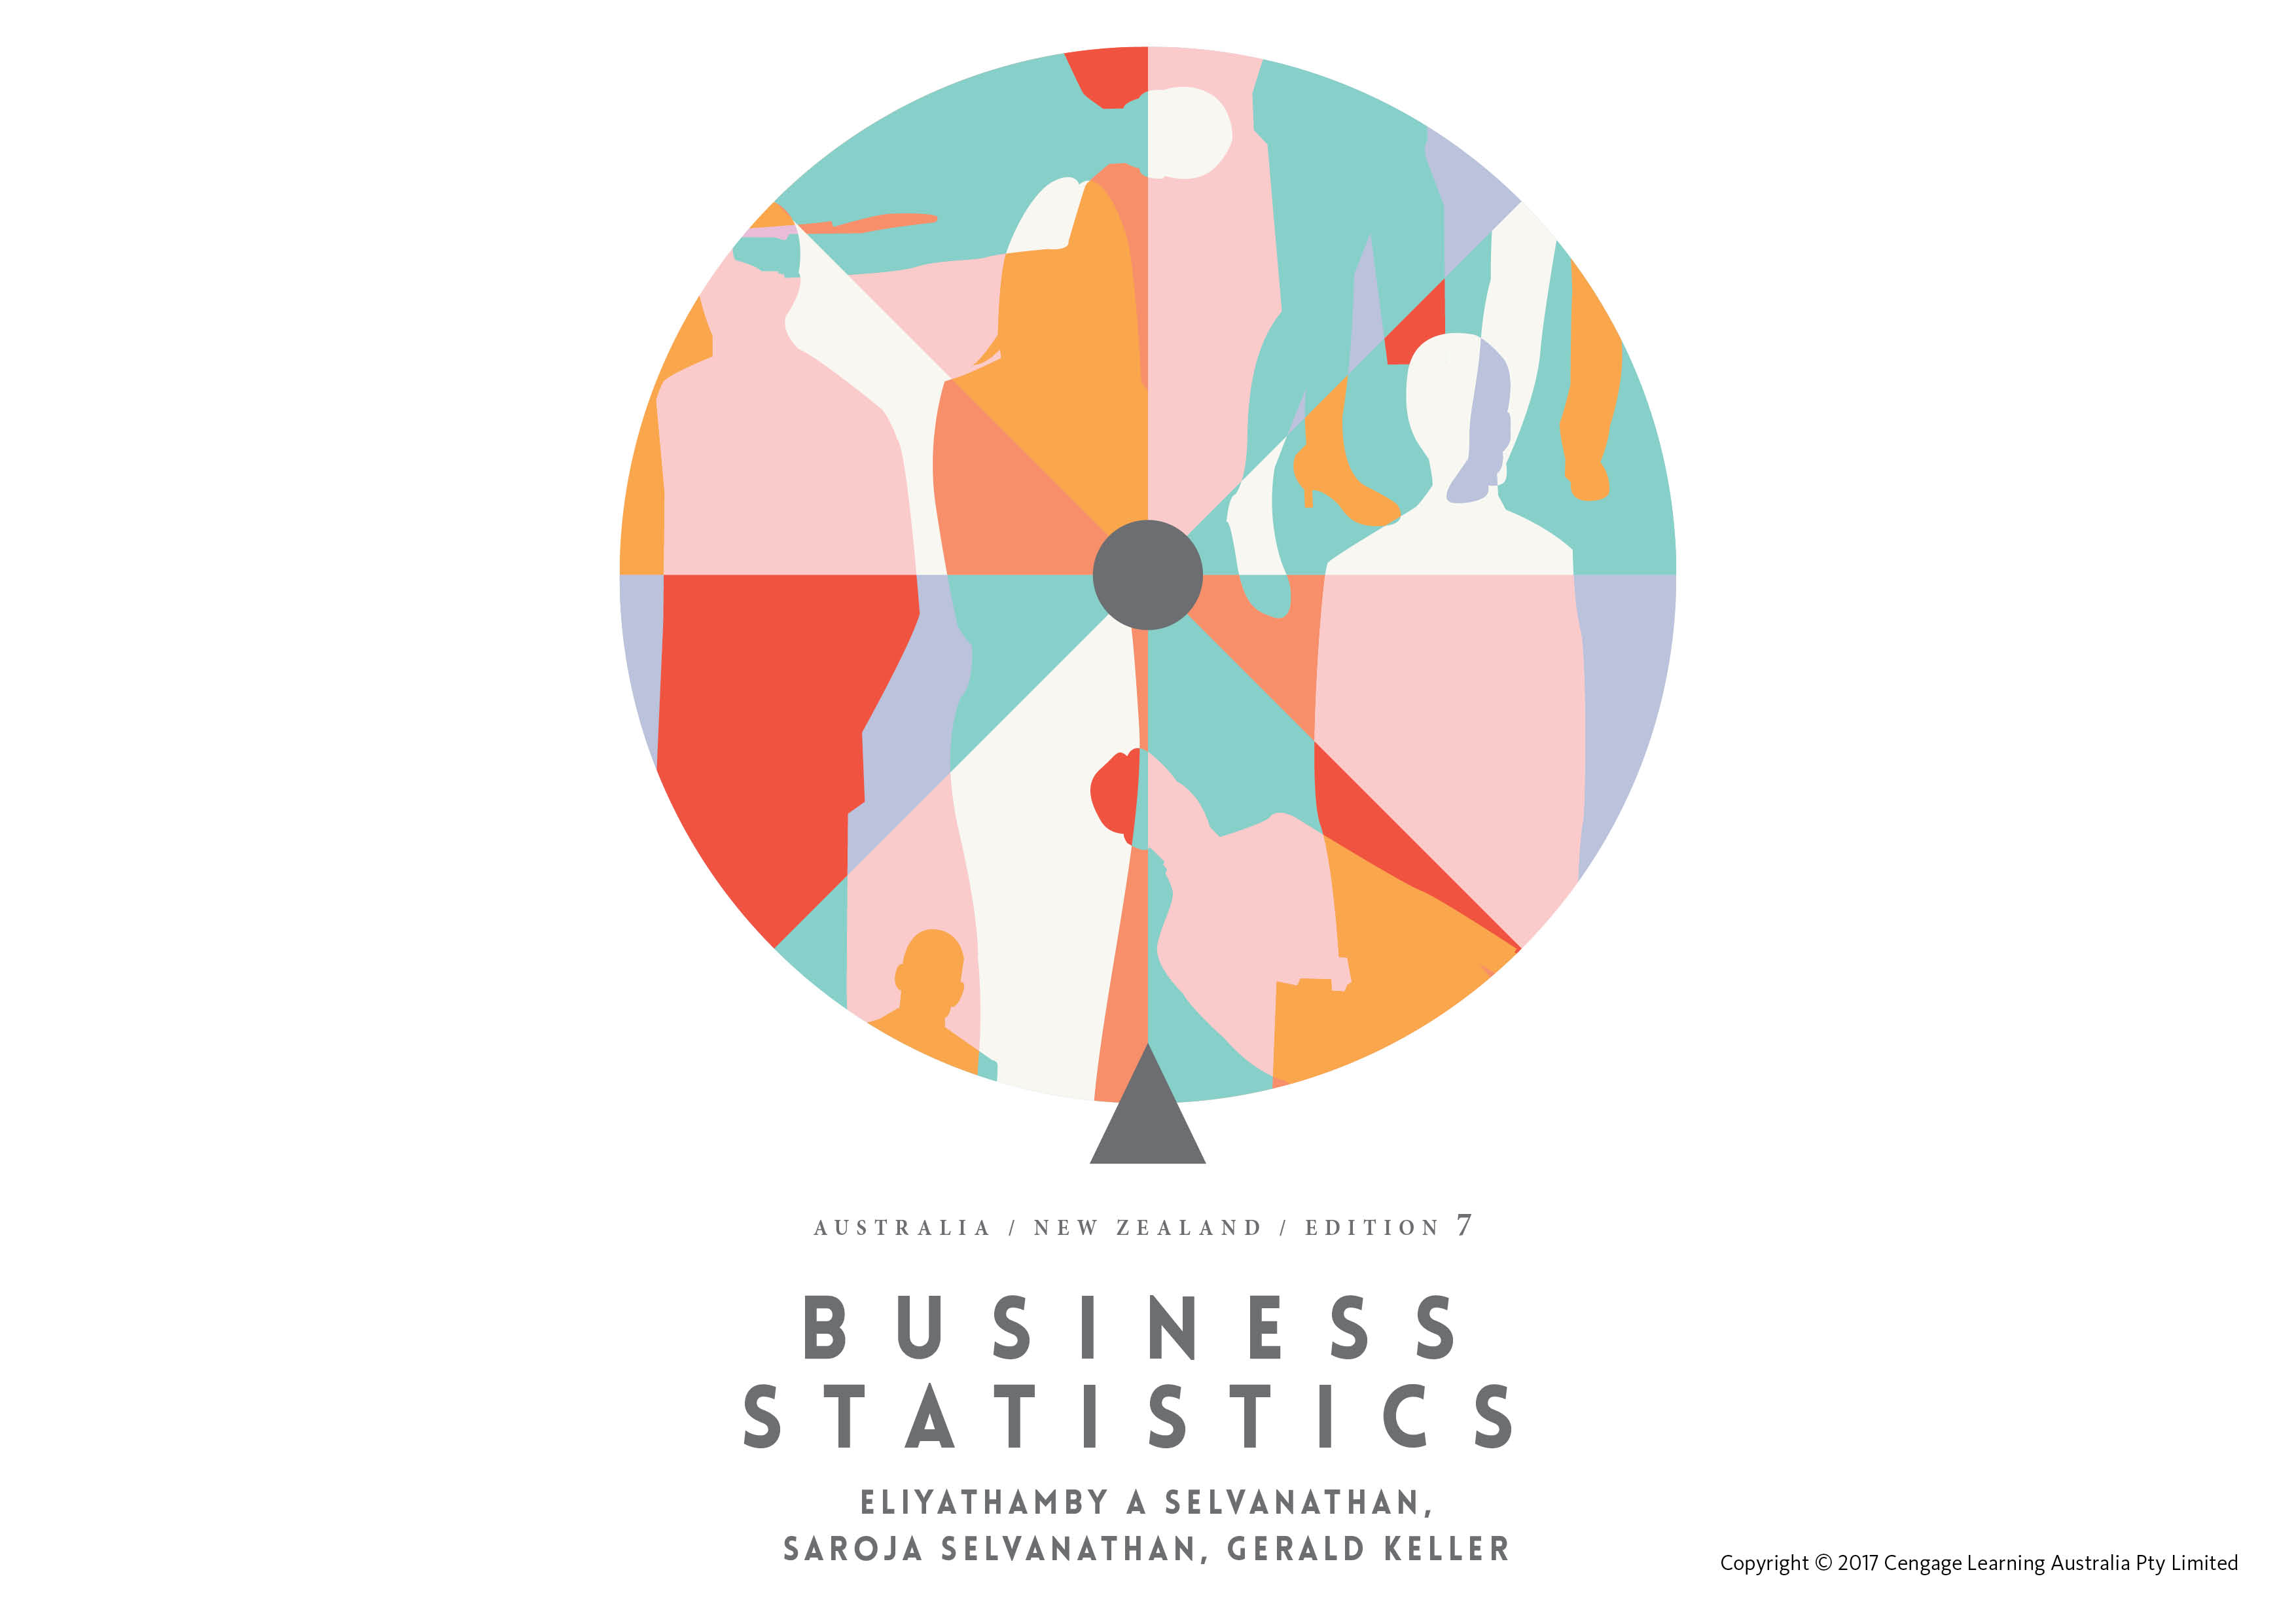 AUSTRALIA / NEW ZEALAND / EDITION 7
BUSINESS
STATISTICS
ELIYATHAMBY A SELVANATHAN,
SAROJA SELVANATHAN, GERALD KELLER
Copyright © 2017 Cengage Learning Australia Pty Limited